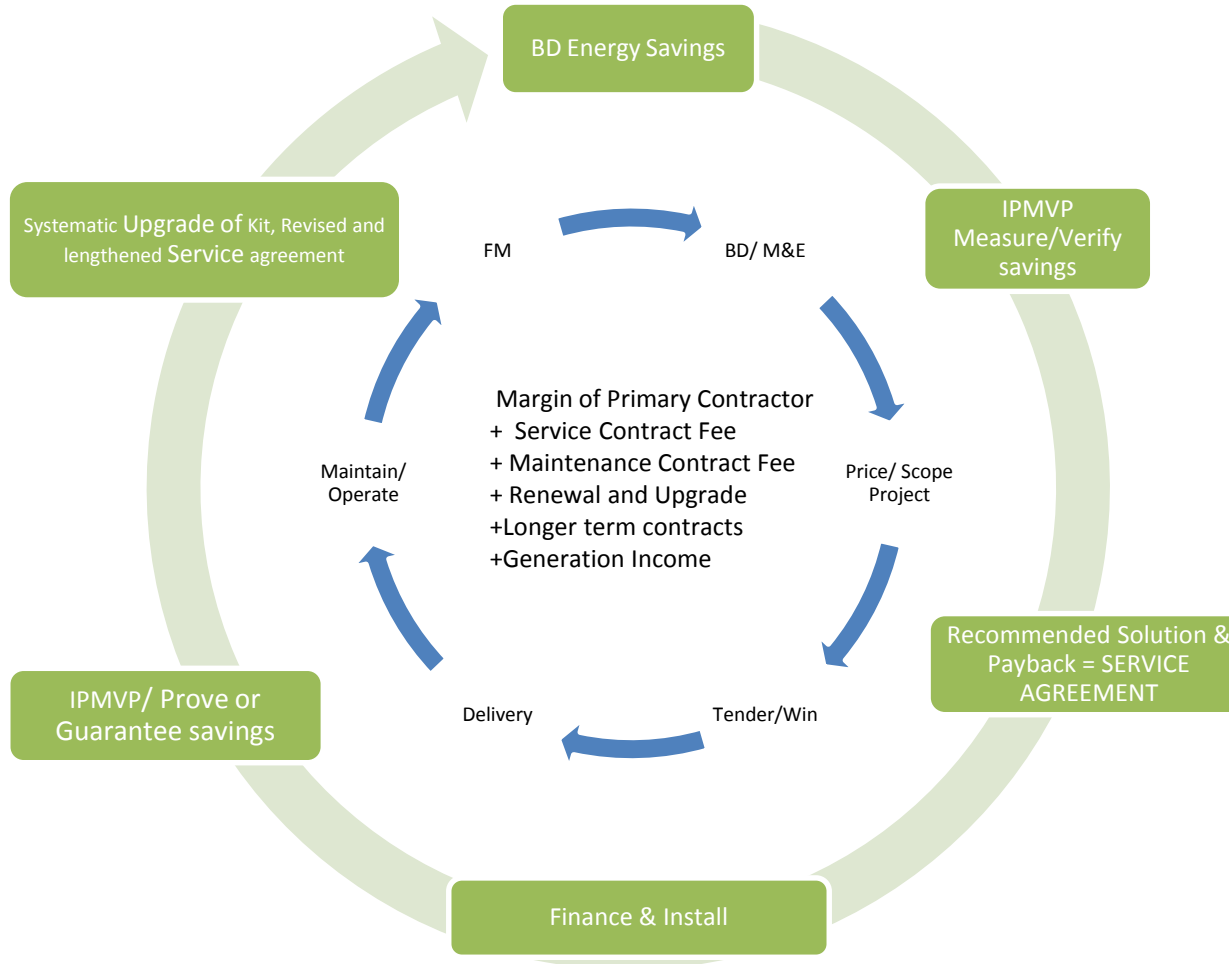 BD Energy Savings
Systematic Upgrade of Kit, Revised and
lengthened Service agreement
IPMVP
Measure/Verify
savings
FM
BD/ M&E
Margin of Primary Contractor
+ Service Contract Fee
+ Maintenance Contract Fee
+ Renewal and Upgrade
+Longer term contracts
+Generation Income
Maintain/
Operate
Price/ Scope
Project
Recommended Solution &
Payback = SERVICE
AGREEMENT
IPMVP/ Prove or
Guarantee savings
Delivery
Tender/Win
Finance & Install